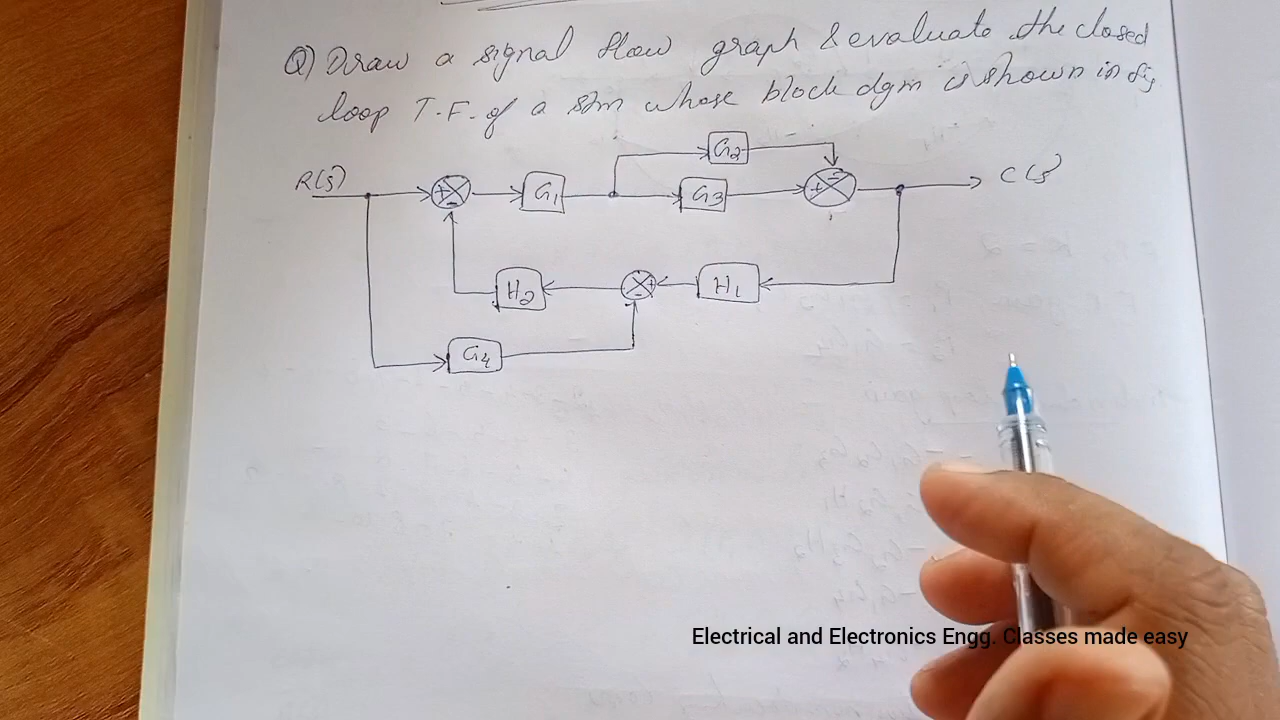 Q) Draw a signal flow graph & evaluate the closed
loop T.F. of a s/m whose block dgm is shown in fig
G2
R(s) + - G1 G3 + - C(s)
H2 + - H1
G4
Electrical and Electronics Engg. Classes made easy